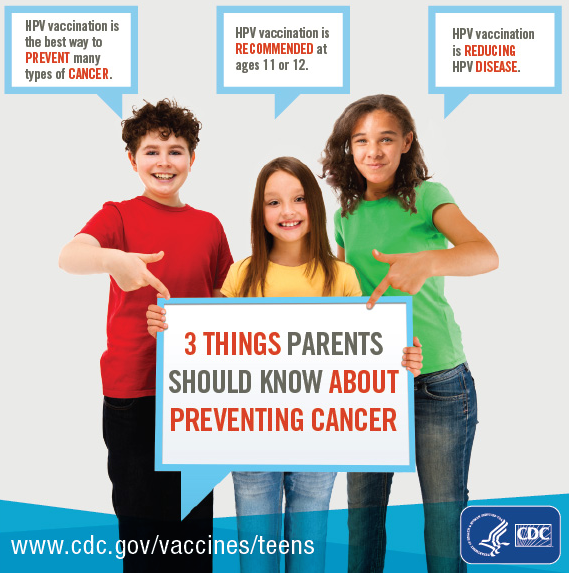 HPV vaccination is
the best way to
PREVENT many
types of CANCER.
HPV vaccination is
RECOMMENDED at
ages 11 or 12.
HPV vaccination
is REDUCING
HPV DISEASE.
3 THINGS PARENTS
SHOULD KNOW ABOUT
PREVENTING CANCER
www.cdc.gov/vaccines/teens
CDC